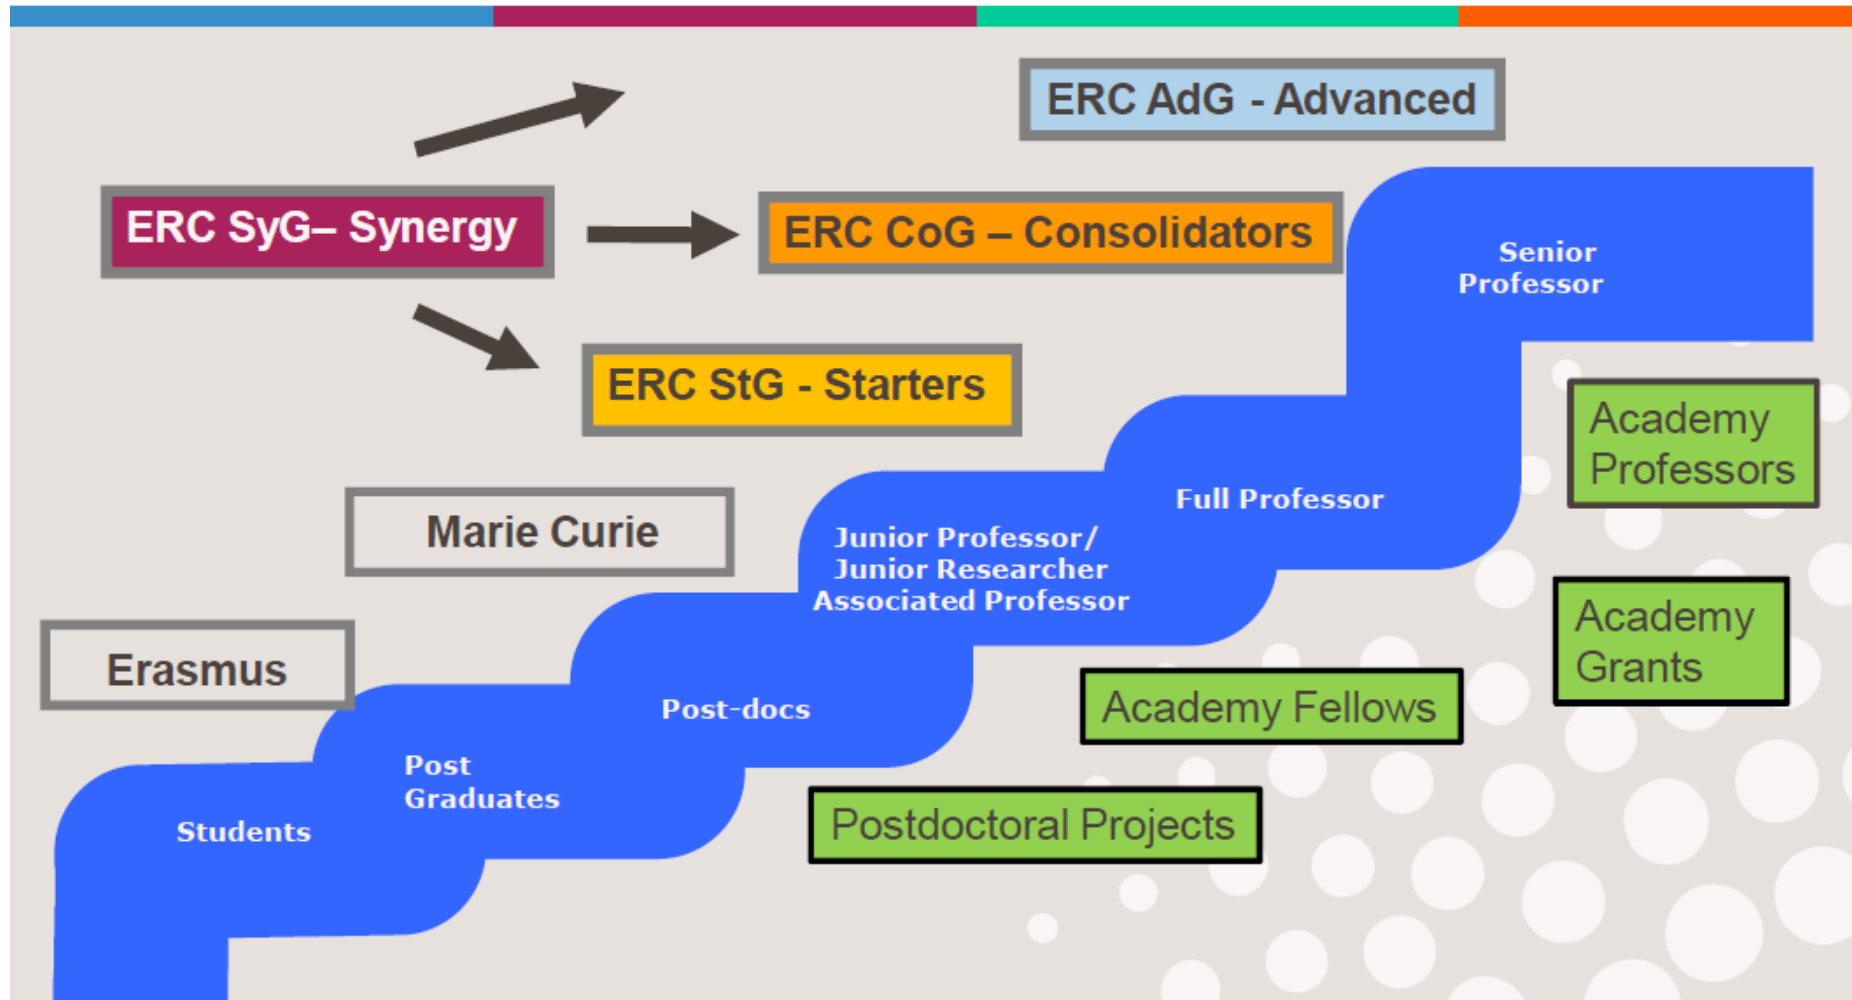 ERC AdG - Advanced
ERC SyG– Synergy
ERC CoG – Consolidators
Senior
Professor
ERC StG - Starters
Academy
Professors
Marie Curie
Full Professor
Junior Professor/
Junior Researcher
Associated Professor
Erasmus
Academy
Grants
Post-docs
Academy Fellows
Post
Graduates
Students
Postdoctoral Projects